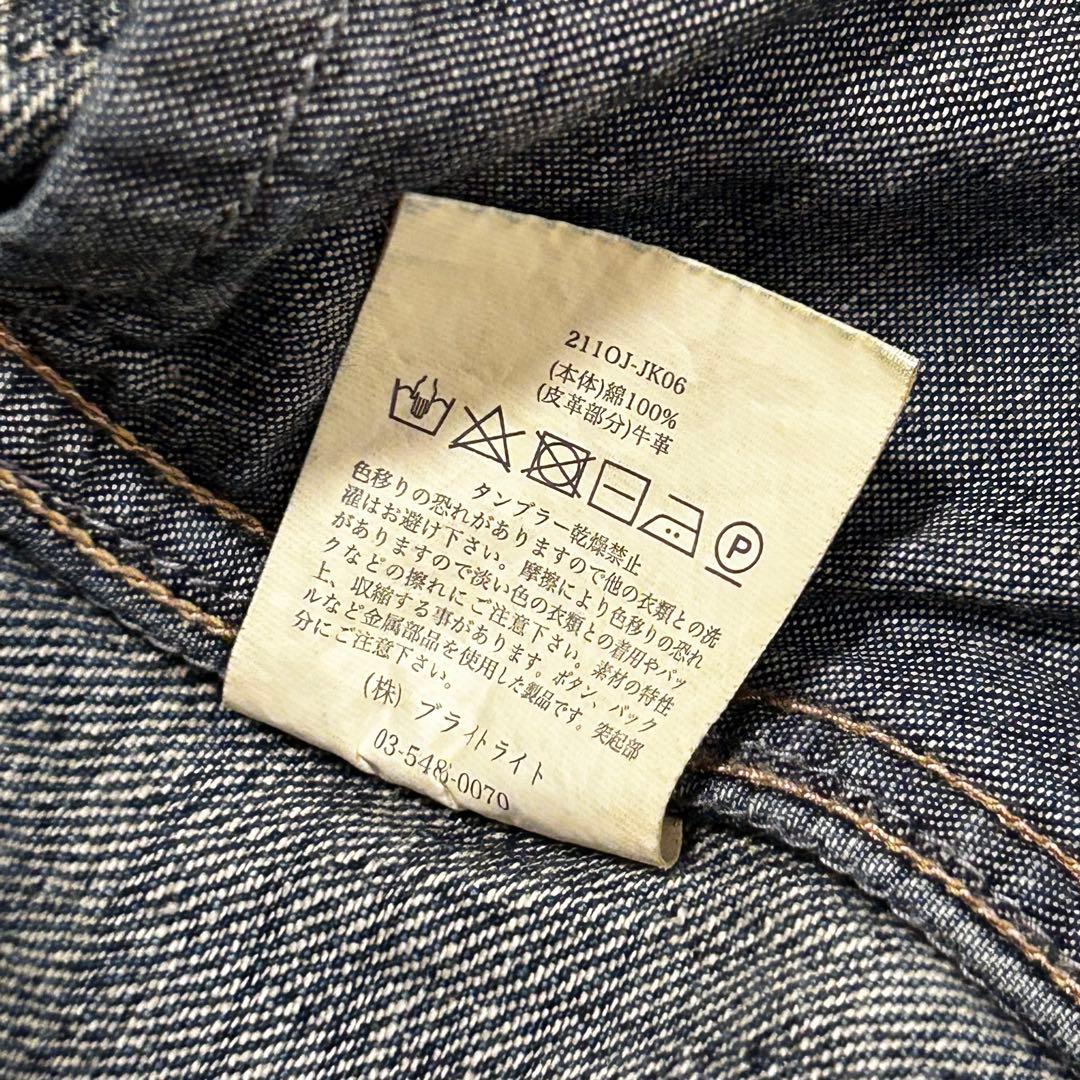 211OJ-JK06
(本体)綿100%
(皮革部分)牛革
P
タンブラー乾燥禁止
色移りの恐れがありますので他の衣類との洗
濯はお避け下さい。摩擦により色移りの恐れ
がありますので淡い色の衣類との着用やバッ
クなどの擦れにご注意下さい。素材の特性
上、収縮する事があります。ボタン、バック
ルなど金属部品を使用した製品です。突起部
分にご注意下さい。
(株) ブライトライト